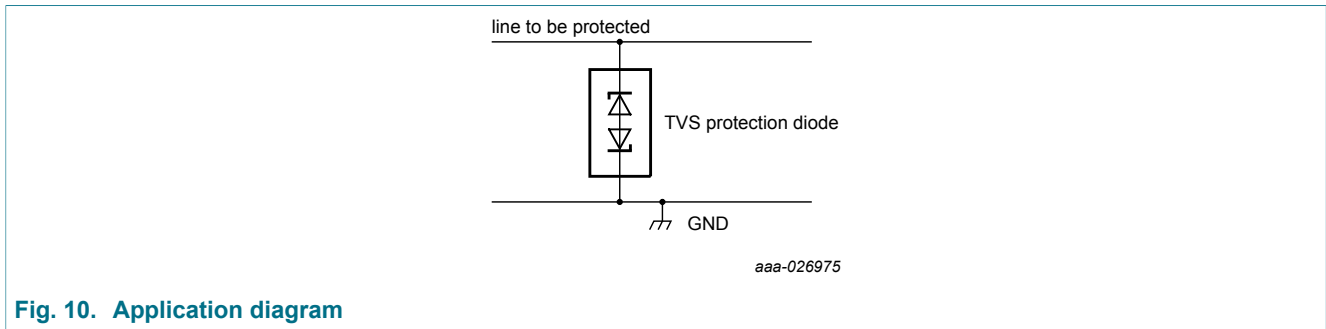 line to be protected
TVS protection diode
GND
aaa-026975
Fig. 10. Application diagram